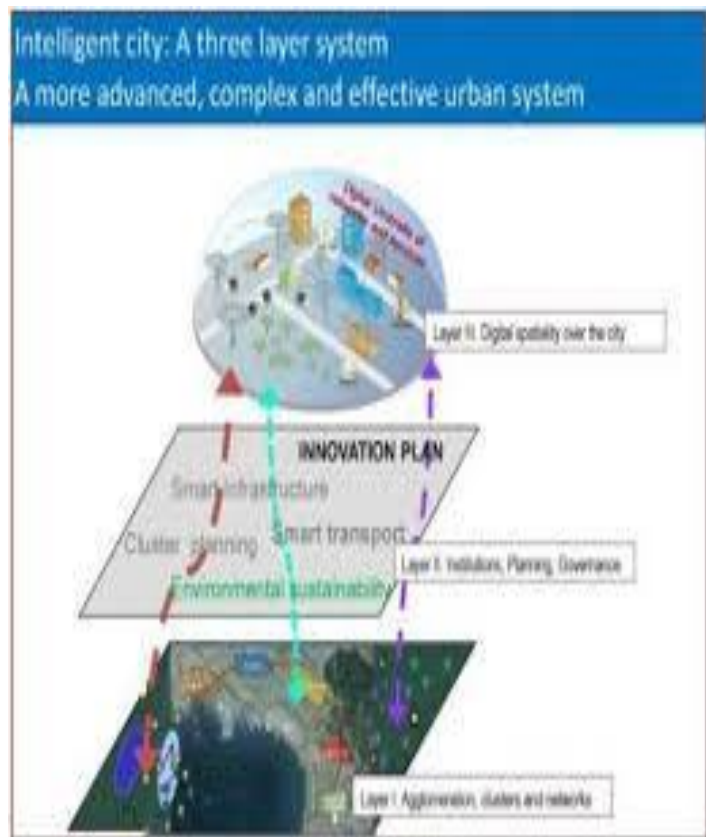 Intelligent city: A three layer system
A more advanced, complex and effective urban system
Digital
of
Layer III: Digital spatiality over the city
INNOVATION PLAN
Smart infrastructure
Smart transport
Cluster planning
Layer II: Institutions, Planning, Governance
Environmental sustainability
Layer I: Agglomeration, clusters and networks